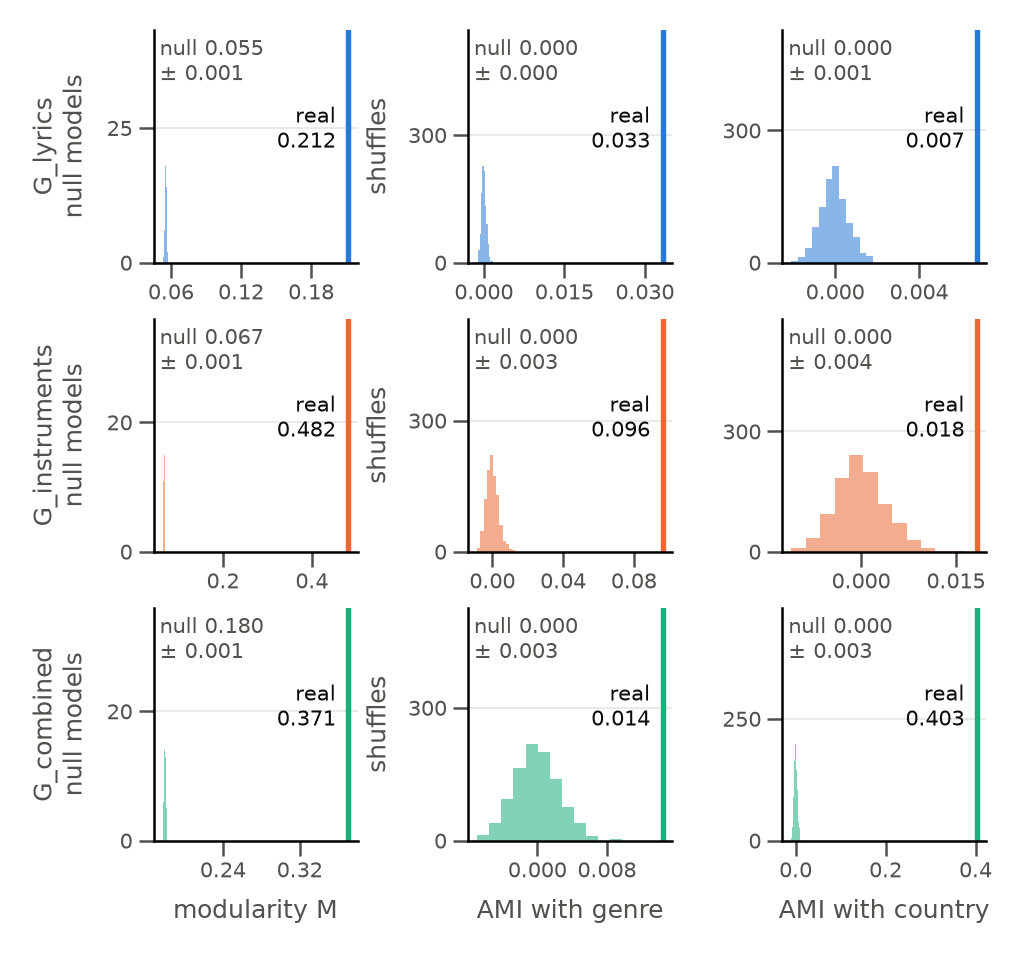 G_lyrics
null models
25
0
null 0.055
± 0.001
real
0.212
0.06 0.12 0.18
shuffles
300
0
null 0.000
± 0.000
real
0.033
0.000 0.015 0.030
300
0
null 0.000
± 0.001
real
0.007
0.000 0.004
G_instruments
null models
20
0
null 0.067
± 0.001
real
0.482
0.2 0.4
shuffles
300
0
null 0.000
± 0.003
real
0.096
0.00 0.04 0.08
300
0
null 0.000
± 0.004
real
0.018
0.000 0.015
G_combined
null models
20
0
null 0.180
± 0.001
real
0.371
0.24 0.32
modularity M
shuffles
300
0
null 0.000
± 0.003
real
0.014
0.000 0.008
AMI with genre
250
0
null 0.000
± 0.003
real
0.403
0.0 0.2 0.4
AMI with country